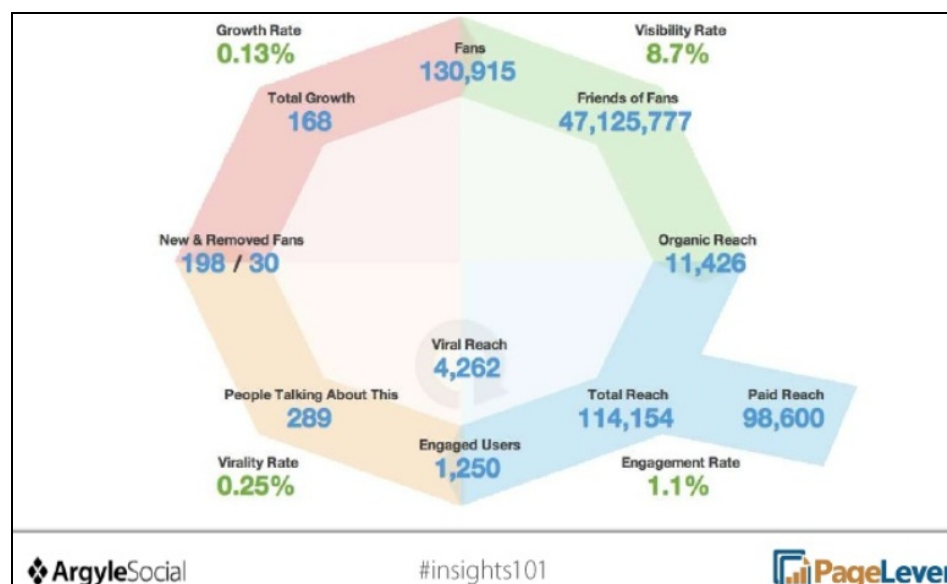 Growth Rate
0.13%
Fans
130,915
Visibility Rate
8.7%
Total Growth
168
Friends of Fans
47,125,777
New & Removed Fans
198 / 30
Organic Reach
11,426
Viral Reach
4,262
People Talking About This
289
Total Reach
114,154
Paid Reach
98,600
Engaged Users
1,250
Virality Rate
0.25%
Engagement Rate
1.1%
ArgyleSocial
#insights101
PageLever